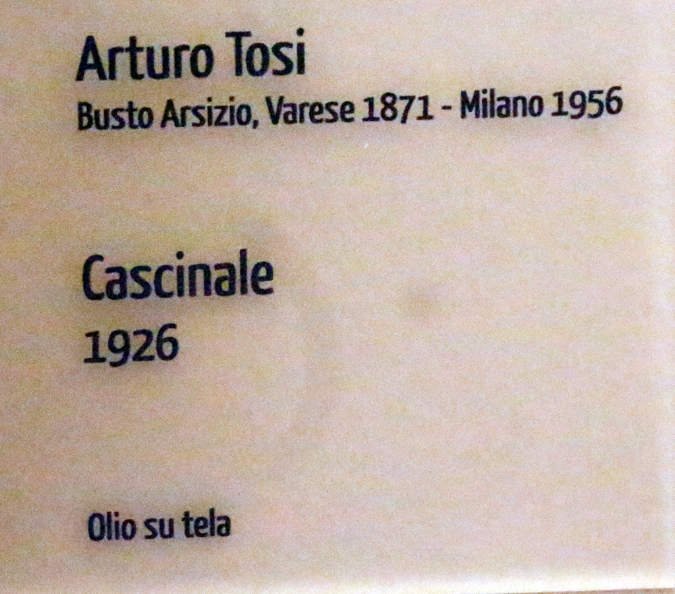 Arturo Tosi
Busto Arsizio, Varese 1871 - Milano 1956
Cascinale
1926
Olio su tela